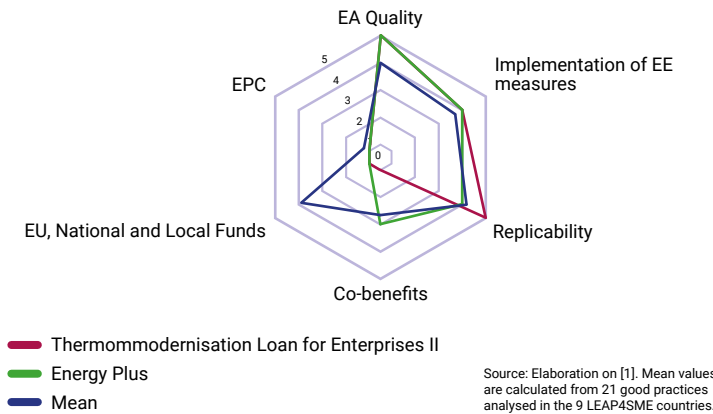 EA Quality
Implementation of EE
measures
EPC
5
4
3
2
0
EU, National and Local Funds
Replicability
Co-benefits
Thermommodernisation Loan for Enterprises II
Energy Plus
Mean
Source: Elaboration on [1]. Mean values
are calculated from 21 good practices
analysed in the 9 LEAP4SME countries